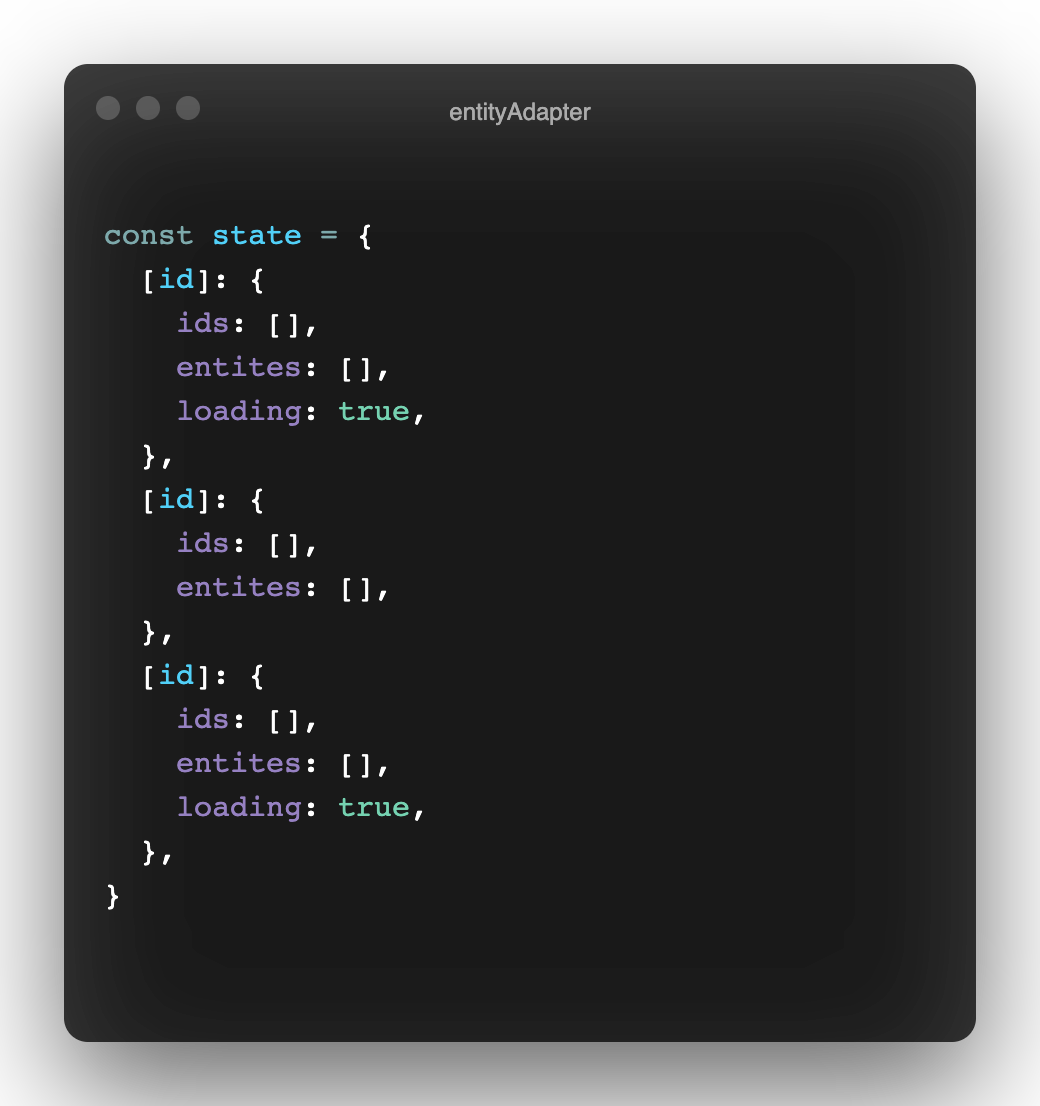 entityAdapter
const state = {
  [id]: {
    ids: [],
    entites: [],
    loading: true,
  },
  [id]: {
    ids: [],
    entites: [],
  },
  [id]: {
    ids: [],
    entites: [],
    loading: true,
  },
}